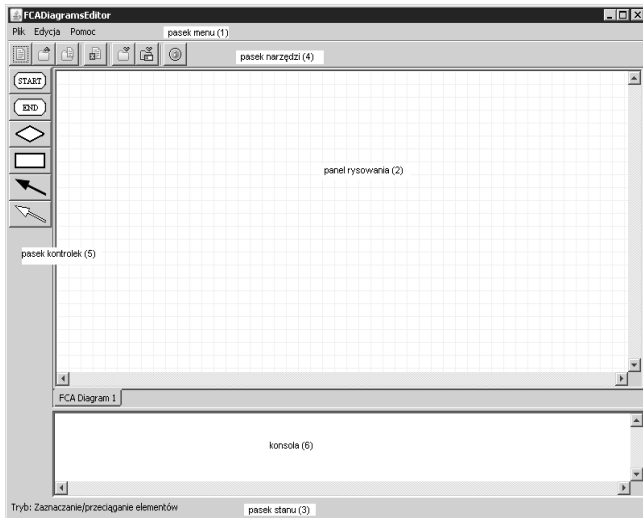 FCADiagramsEditor
Plik Edycja Pomoc
pasek menu (1)
pasek narzędzi (4)
START
END
panel rysowania (2)
pasek kontrolek (5)
FCA Diagram 1
konsola (6)
Tryb: Zaznaczanie/przeciąganie elementów
pasek stanu (3)